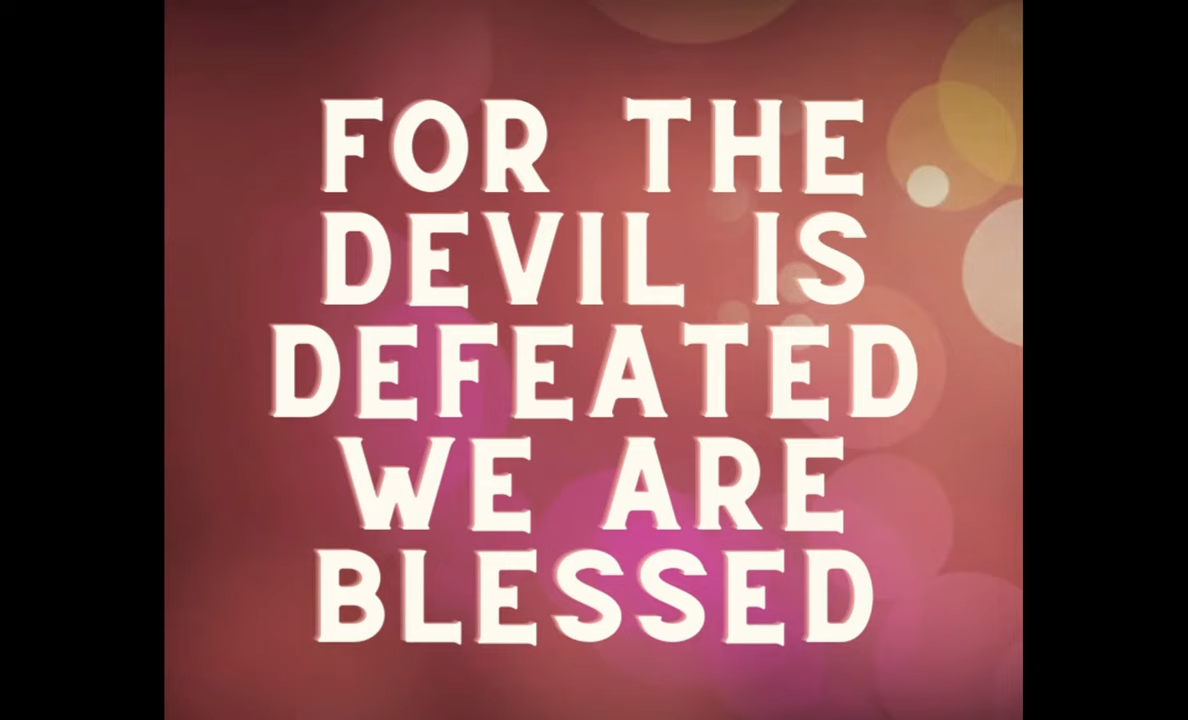 FOR THE
DEVIL IS
DEFEATED
WE ARE
BLESSED